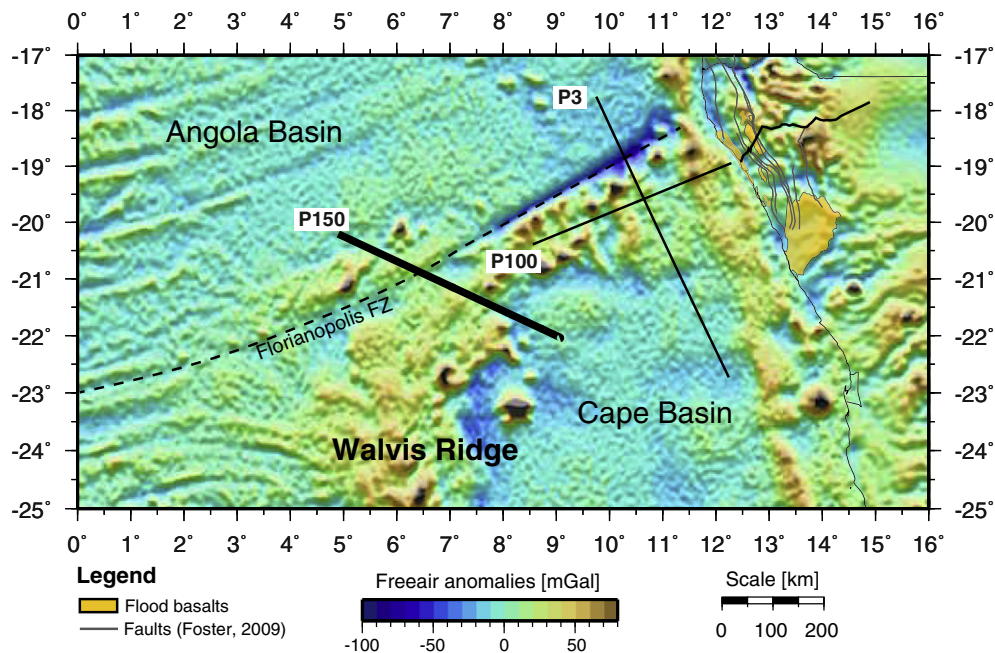 0˚ 1˚ 2˚ 3˚ 4˚ 5˚ 6˚ 7˚ 8˚ 9˚ 10˚ 11˚ 12˚ 13˚ 14˚ 15˚ 16˚
-17˚ -17˚
P3
-18˚ -18˚
Angola Basin
-19˚ -19˚
P150
-20˚ -20˚
P100
-21˚ -21˚
Florianopolis FZ
-22˚ -22˚
-23˚ -23˚
Cape Basin
Walvis Ridge
-24˚ -24˚
-25˚ -25˚
0˚ 1˚ 2˚ 3˚ 4˚ 5˚ 6˚ 7˚ 8˚ 9˚ 10˚ 11˚ 12˚ 13˚ 14˚ 15˚ 16˚
Legend
Flood basalts
Faults (Foster, 2009)
Freeair anomalies [mGal]
-100 -50 0 50
Scale [km]
0 100 200